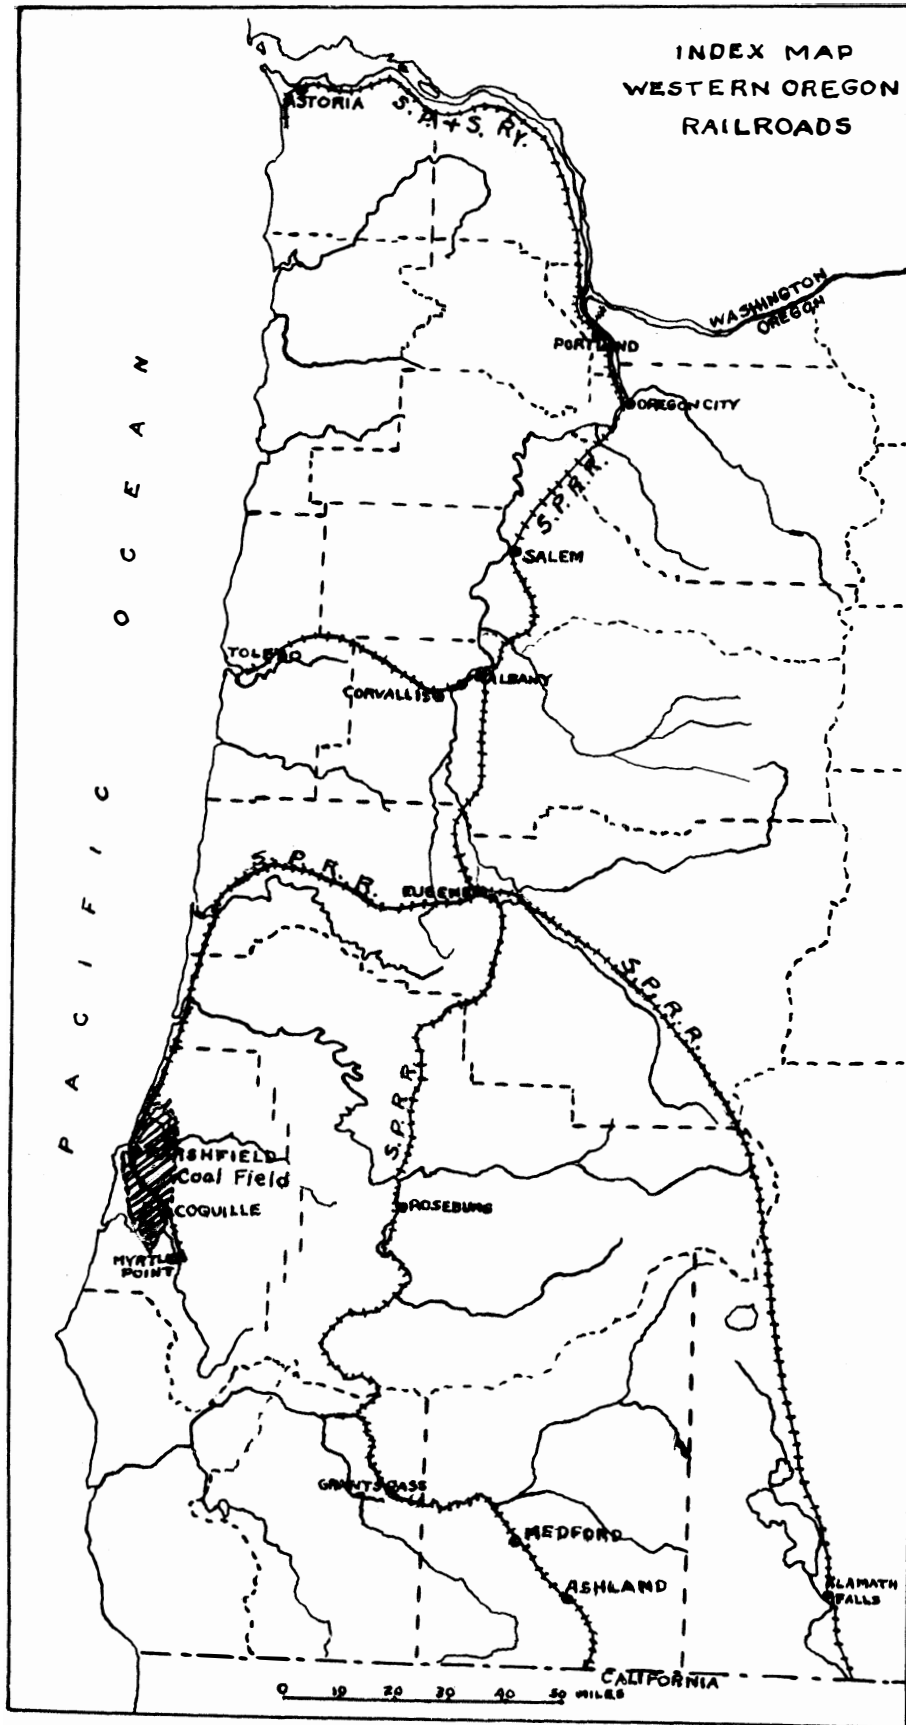 INDEX MAP
WESTERN OREGON
RAILROADS
ASTORIA
S. P. + S. RY.
WASHINGTON
OREGON
PORTLAND
OREGON CITY
S.P.R.R.
SALEM
TOLEDO
ALBANY
CORVALLIS
PACIFIC OCEAN
S. P. R. R.
EUGENE
S. P. R. R.
S.P.R.R.
RSHFIELD
Coal Field
COQUILLE
ROSEBURG
MYRTLE
POINT
GRANTS PASS
MEDFORD
ASHLAND
KLAMATH
FALLS
CALIFORNIA
0 10 20 30 40 50 MILES